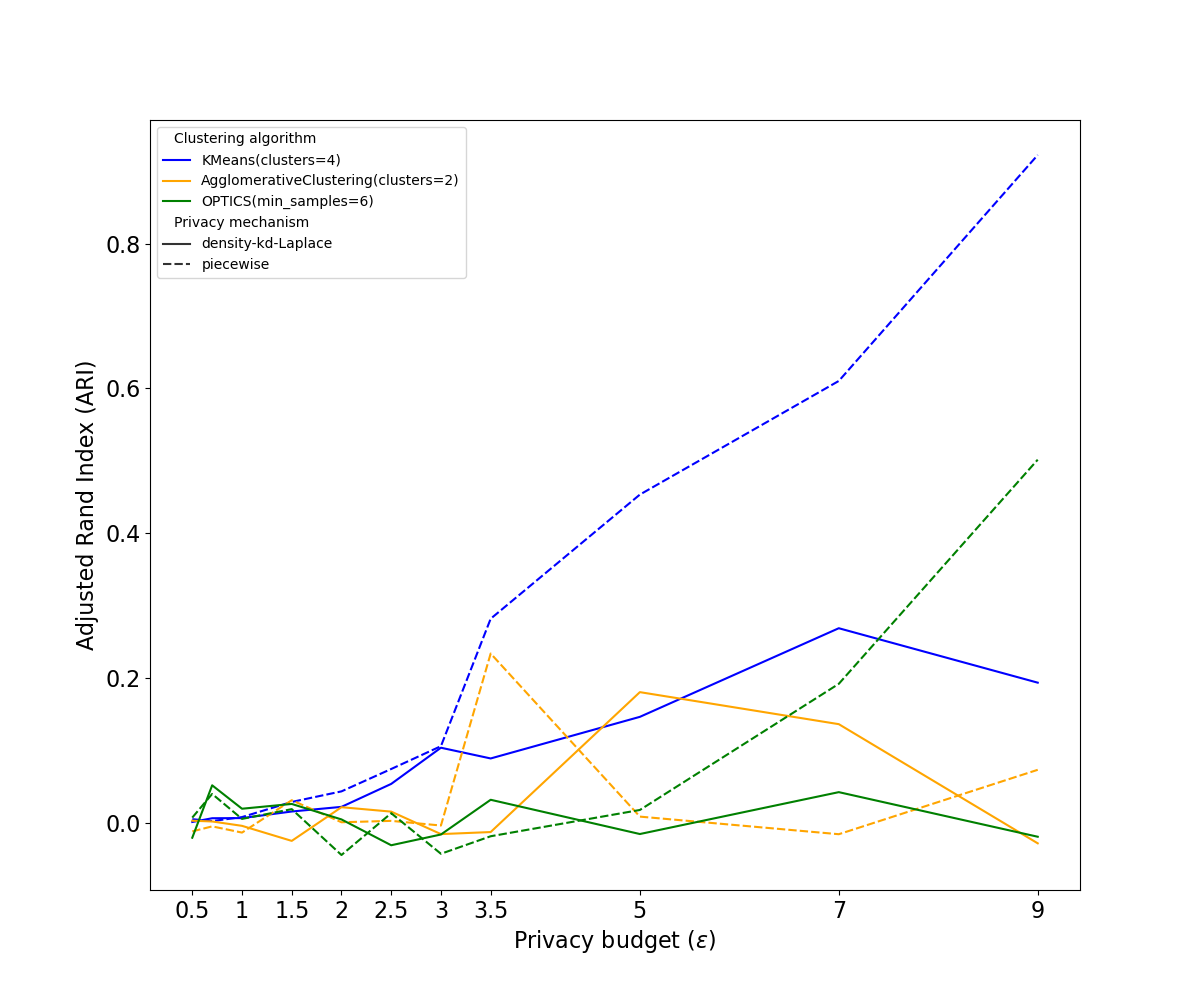 Clustering algorithm
KMeans(clusters=4)
AgglomerativeClustering(clusters=2)
OPTICS(min_samples=6)
Privacy mechanism
density-kd-Laplace
piecewise
Adjusted Rand Index (ARI)
0.8
0.6
0.4
0.2
0.0
0.5 1 1.5 2 2.5 3 3.5 5 7 9
Privacy budget (ε)